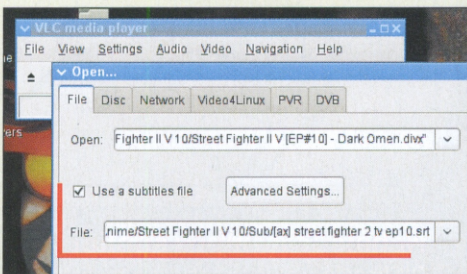 VLC media player
File View Settings Audio Video Navigation Help
Open...
File Disc Network Video4Linux PVR DVB
Open: Fighter II V 10/Street Fighter II V [EP#10] - Dark Omen.divx"
Use a subtitles file Advanced Settings...
File: .nime/Street Fighter II V 10/Sub/[ax] street fighter 2 tv ep10.srt